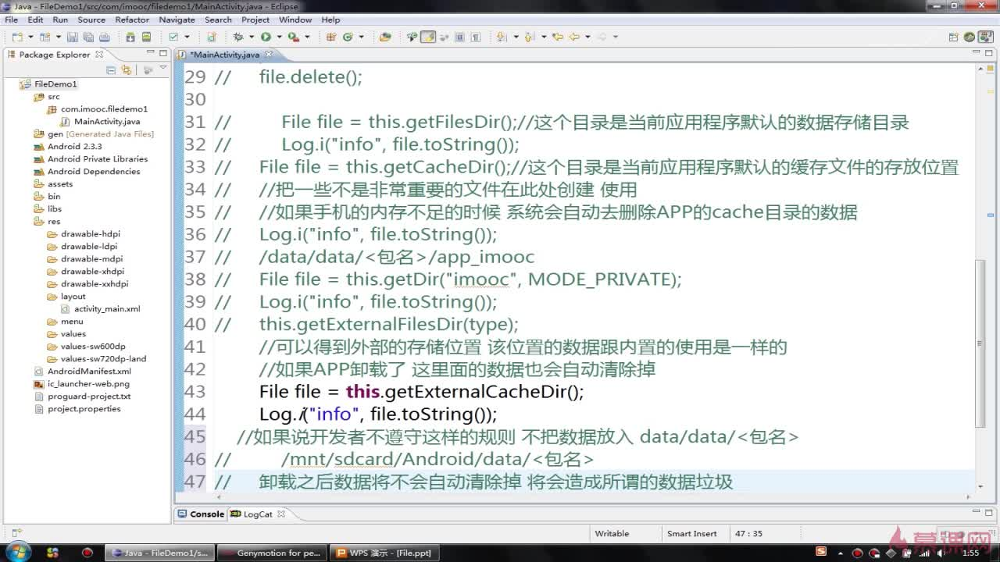 Java - FileDemo1/src/com/imooc/filedemo1/MainActivity.java - Eclipse
File Edit Run Source Refactor Navigate Search Project Window Help
Package Explorer
*MainActivity.java
FileDemo1
src
com.imooc.filedemo1
MainActivity.java
gen [Generated Java Files]
Android 2.3.3
Android Private Libraries
Android Dependencies
assets
bin
libs
res
drawable-hdpi
drawable-ldpi
drawable-mdpi
drawable-xhdpi
drawable-xxhdpi
layout
activity_main.xml
menu
values
values-sw600dp
values-sw720dp-land
AndroidManifest.xml
ic_launcher-web.png
proguard-project.txt
project.properties
29 // file.delete();
30
31 // File file = this.getFilesDir();//这个目录是当前应用程序默认的数据存储目录
32 // Log.i("info", file.toString());
33 // File file = this.getCacheDir();//这个目录是当前应用程序默认的缓存文件的存放位置
34 // //把一些不是非常重要的文件在此处创建 使用
35 // //如果手机的内存不足的时候 系统会自动去删除APP的cache目录的数据
36 // Log.i("info", file.toString());
37 // /data/data/<包名>/app_imooc
38 // File file = this.getDir("imooc", MODE_PRIVATE);
39 // Log.i("info", file.toString());
40 // this.getExternalFilesDir(type);
41 //可以得到外部的存储位置 该位置的数据跟内置的使用是一样的
42 //如果APP卸载了 这里面的数据也会自动清除掉
43 File file = this.getExternalCacheDir();
44 Log.i("info", file.toString());
45 //如果说开发者不遵守这样的规则 不把数据放入 data/data/<包名>
46 // /mnt/sdcard/Android/data/<包名>
47 // 卸载之后数据将不会自动清除掉 将会造成所谓的数据垃圾
Console LogCat
Writable Smart Insert 47 : 35
慕课网
Java - FileDemo1/s... Genymotion for pe... WPS 演示 - [File.ppt] 1:55